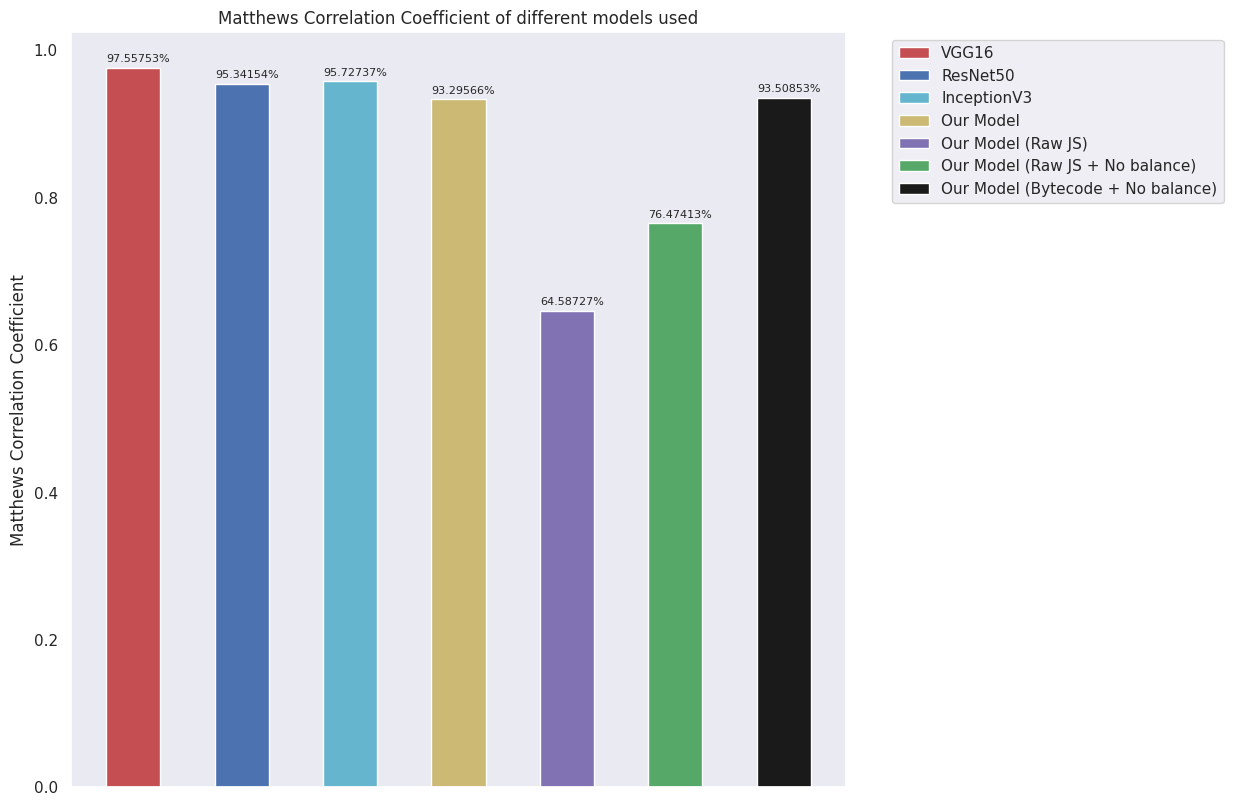 Matthews Correlation Coefficient of different models used
Matthews Correlation Coefficient
1.0
0.8
0.6
0.4
0.2
0.0
97.55753%
95.34154%
95.72737%
93.29566%
64.58727%
76.47413%
93.50853%
VGG16
ResNet50
InceptionV3
Our Model
Our Model (Raw JS)
Our Model (Raw JS + No balance)
Our Model (Bytecode + No balance)